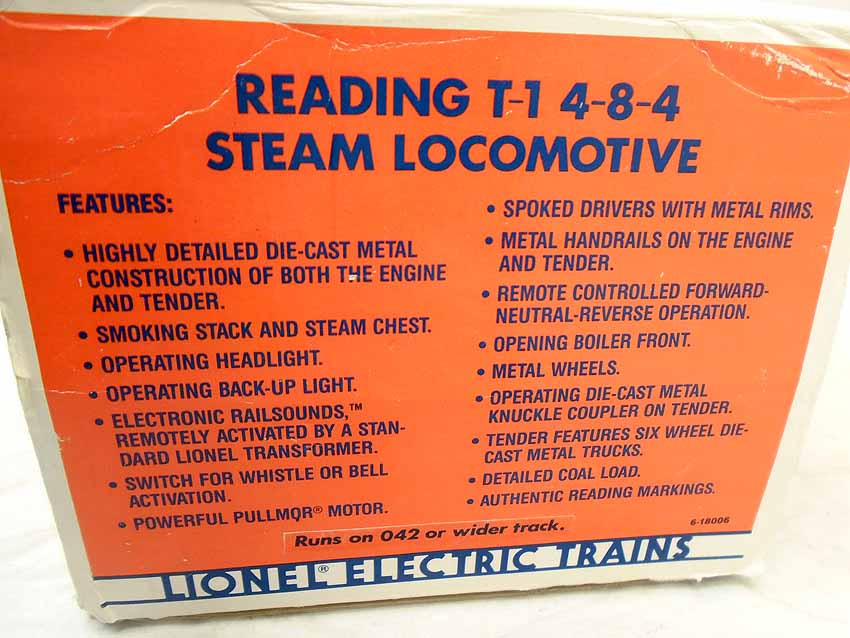 READING T-1 4-8-4
STEAM LOCOMOTIVE
FEATURES:
• HIGHLY DETAILED DIE-CAST METAL
CONSTRUCTION OF BOTH THE ENGINE
AND TENDER.
• SMOKING STACK AND STEAM CHEST.
• OPERATING HEADLIGHT.
• OPERATING BACK-UP LIGHT.
• ELECTRONIC RAILSOUNDS,™
REMOTELY ACTIVATED BY A STAN-
DARD LIONEL TRANSFORMER.
• SWITCH FOR WHISTLE OR BELL
ACTIVATION.
• POWERFUL PULLMOR® MOTOR.
• SPOKED DRIVERS WITH METAL RIMS.
• METAL HANDRAILS ON THE ENGINE
AND TENDER.
• REMOTE CONTROLLED FORWARD-
NEUTRAL-REVERSE OPERATION.
• OPENING BOILER FRONT.
• METAL WHEELS.
• OPERATING DIE-CAST METAL
KNUCKLE COUPLER ON TENDER.
• TENDER FEATURES SIX WHEEL DIE-
CAST METAL TRUCKS.
• DETAILED COAL LOAD.
• AUTHENTIC READING MARKINGS.
Runs on 042 or wider track.
6-18006
LIONEL® ELECTRIC TRAINS